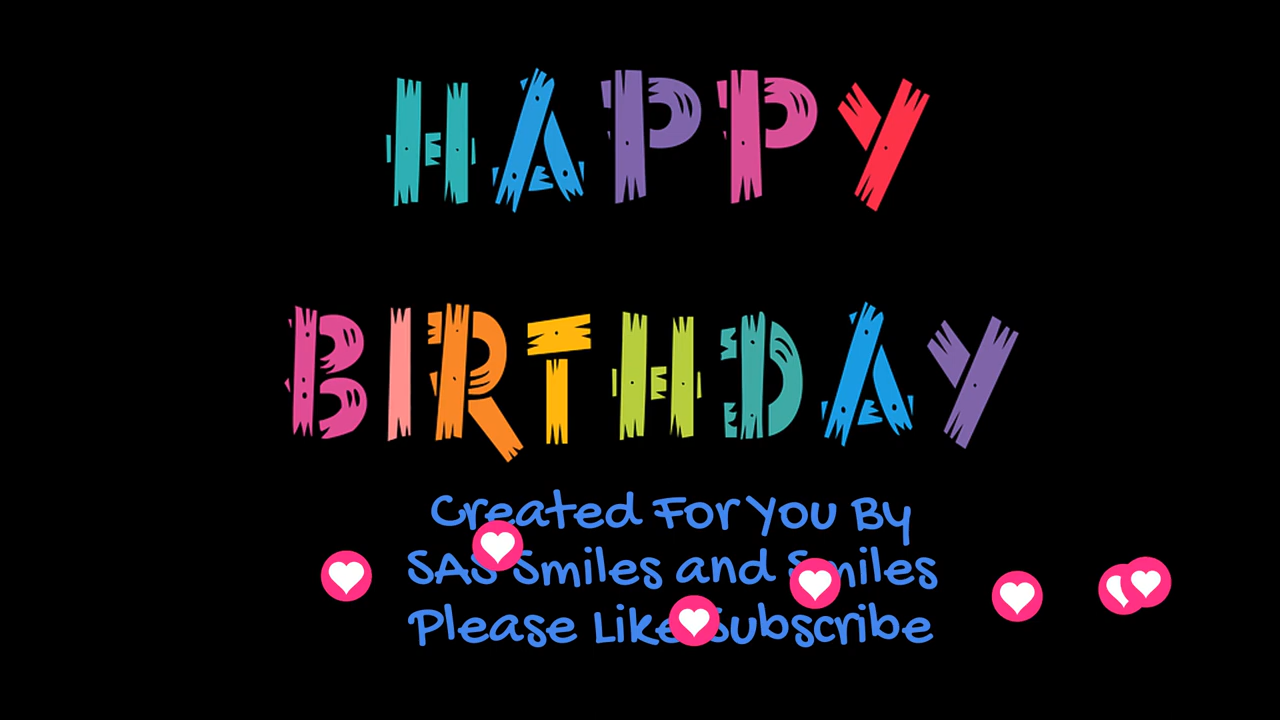 HAPPY
BIRTHDAY
Created For You By
SAS Smiles and Smiles
Please Like Subscribe